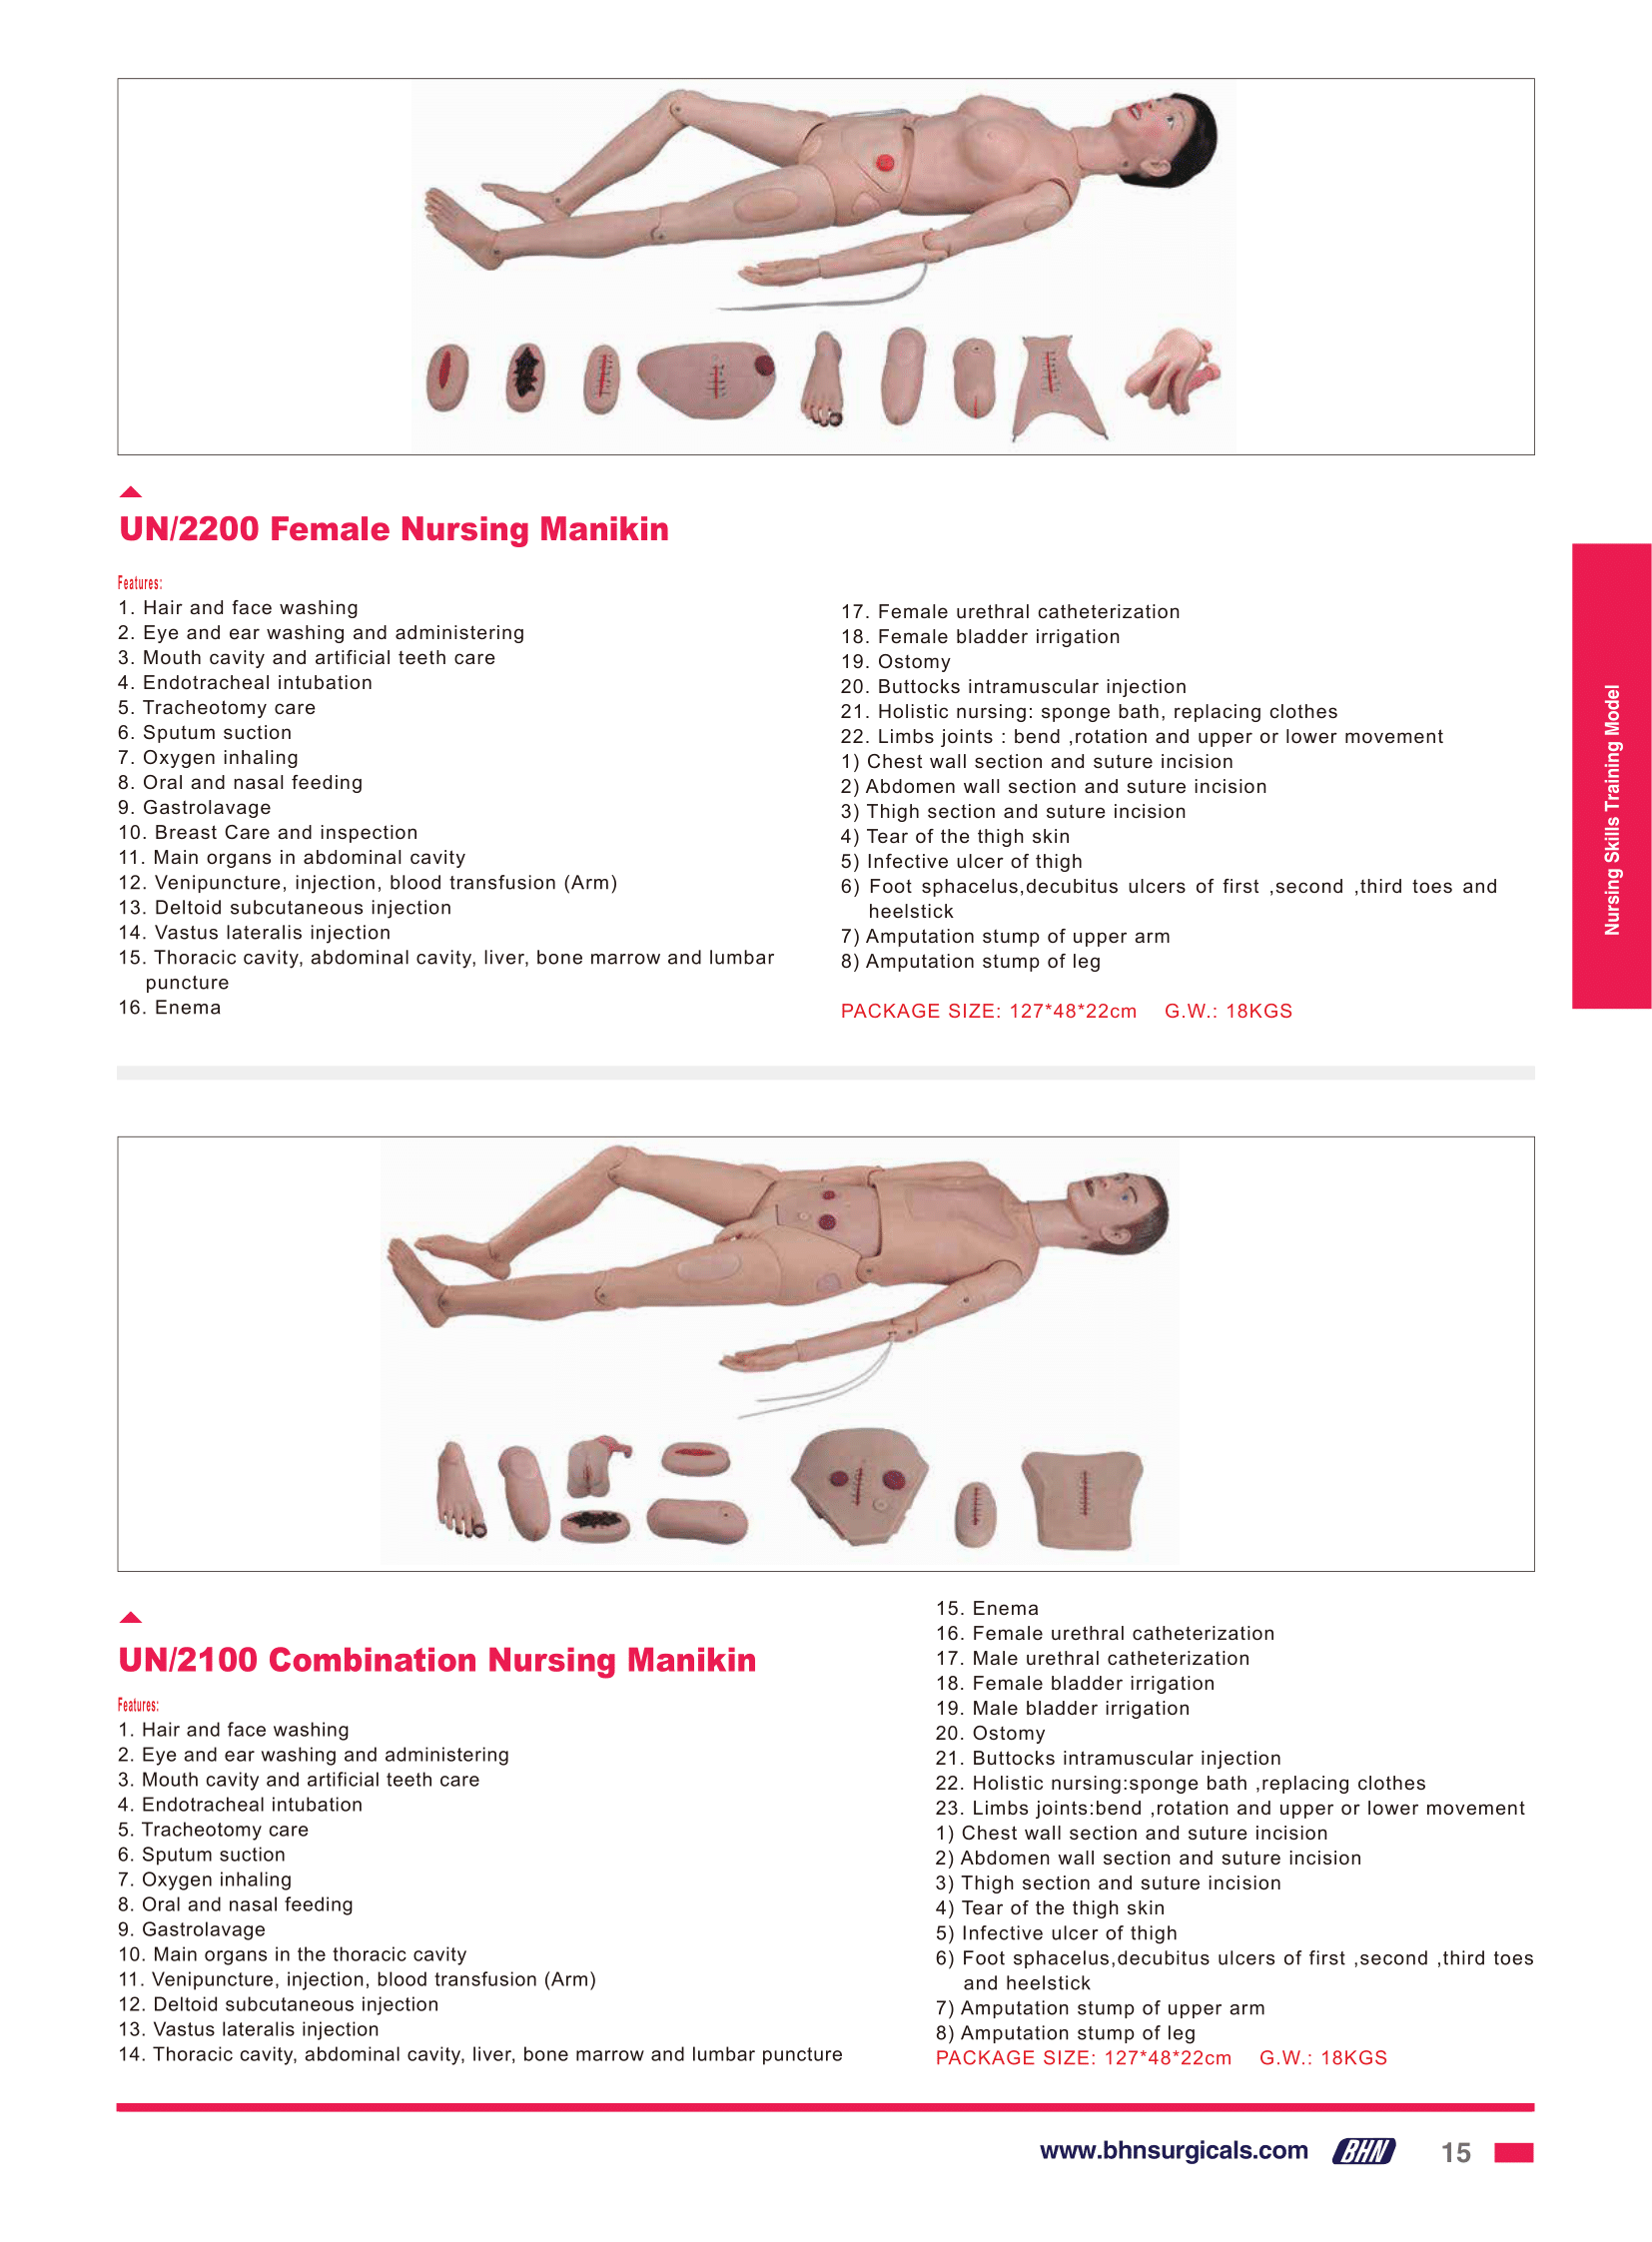 UN/2200 Female Nursing Manikin
Features:
1. Hair and face washing
2. Eye and ear washing and administering
3. Mouth cavity and artificial teeth care
4. Endotracheal intubation
5. Tracheotomy care
6. Sputum suction
7. Oxygen inhaling
8. Oral and nasal feeding
9. Gastrolavage
10. Breast Care and inspection
11. Main organs in abdominal cavity
12. Venipuncture, injection, blood transfusion (Arm)
13. Deltoid subcutaneous injection
14. Vastus lateralis injection
15. Thoracic cavity, abdominal cavity, liver, bone marrow and lumbar
puncture
16. Enema
17. Female urethral catheterization
18. Female bladder irrigation
19. Ostomy
20. Buttocks intramuscular injection
21. Holistic nursing: sponge bath, replacing clothes
22. Limbs joints : bend ,rotation and upper or lower movement
1) Chest wall section and suture incision
2) Abdomen wall section and suture incision
3) Thigh section and suture incision
4) Tear of the thigh skin
5) Infective ulcer of thigh
6) Foot sphacelus,decubitus ulcers of first ,second ,third toes and
heelstick
7) Amputation stump of upper arm
8) Amputation stump of leg
PACKAGE SIZE: 127*48*22cm G.W.: 18KGS
Nursing Skills Training Model
UN/2100 Combination Nursing Manikin
Features:
1. Hair and face washing
2. Eye and ear washing and administering
3. Mouth cavity and artificial teeth care
4. Endotracheal intubation
5. Tracheotomy care
6. Sputum suction
7. Oxygen inhaling
8. Oral and nasal feeding
9. Gastrolavage
10. Main organs in the thoracic cavity
11. Venipuncture, injection, blood transfusion (Arm)
12. Deltoid subcutaneous injection
13. Vastus lateralis injection
14. Thoracic cavity, abdominal cavity, liver, bone marrow and lumbar puncture
15. Enema
16. Female urethral catheterization
17. Male urethral catheterization
18. Female bladder irrigation
19. Male bladder irrigation
20. Ostomy
21. Buttocks intramuscular injection
22. Holistic nursing:sponge bath ,replacing clothes
23. Limbs joints:bend ,rotation and upper or lower movement
1) Chest wall section and suture incision
2) Abdomen wall section and suture incision
3) Thigh section and suture incision
4) Tear of the thigh skin
5) Infective ulcer of thigh
6) Foot sphacelus,decubitus ulcers of first ,second ,third toes
and heelstick
7) Amputation stump of upper arm
8) Amputation stump of leg
PACKAGE SIZE: 127*48*22cm G.W.: 18KGS
www.bhnsurgicals.com BHN 15